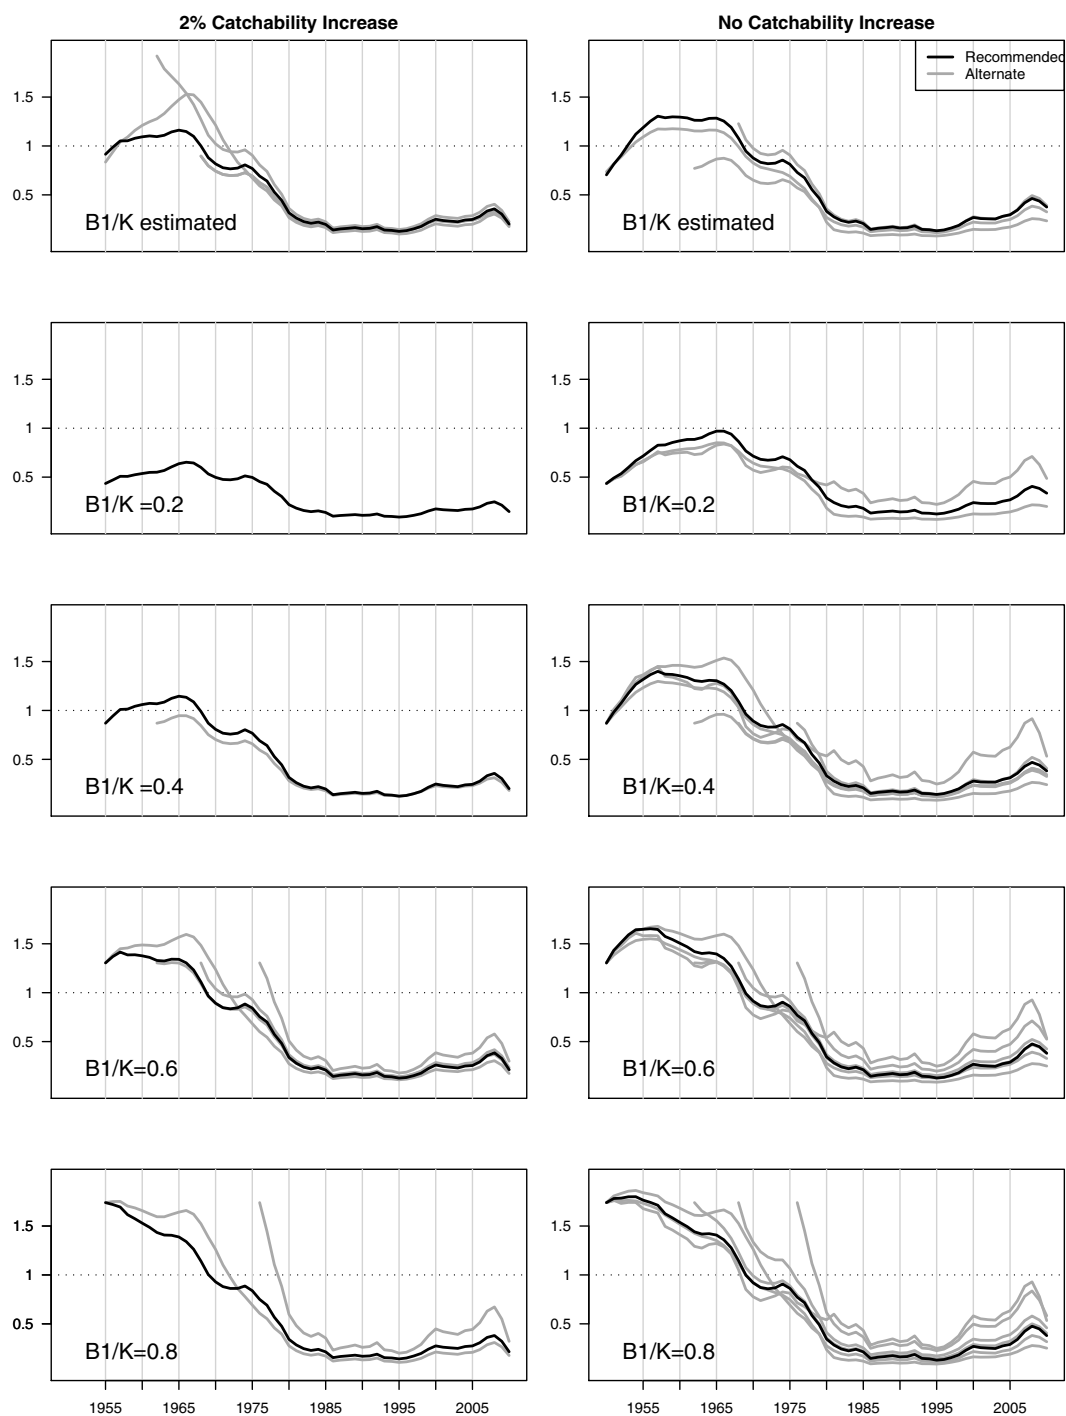 2% Catchability Increase
No Catchability Increase
Recommended
Alternate
1.5
1
0.5
B1/K estimated
1.5
1
0.5
B1/K estimated
1.5
1
0.5
B1/K =0.2
1.5
1
0.5
B1/K=0.2
1.5
1
0.5
B1/K =0.4
1.5
1
0.5
B1/K=0.4
1.5
1
0.5
B1/K=0.6
1.5
1
0.5
B1/K=0.6
1.5
1
0.5
B1/K=0.8
1.5
1
0.5
B1/K=0.8
1955 1965 1975 1985 1995 2005
1955 1965 1975 1985 1995 2005